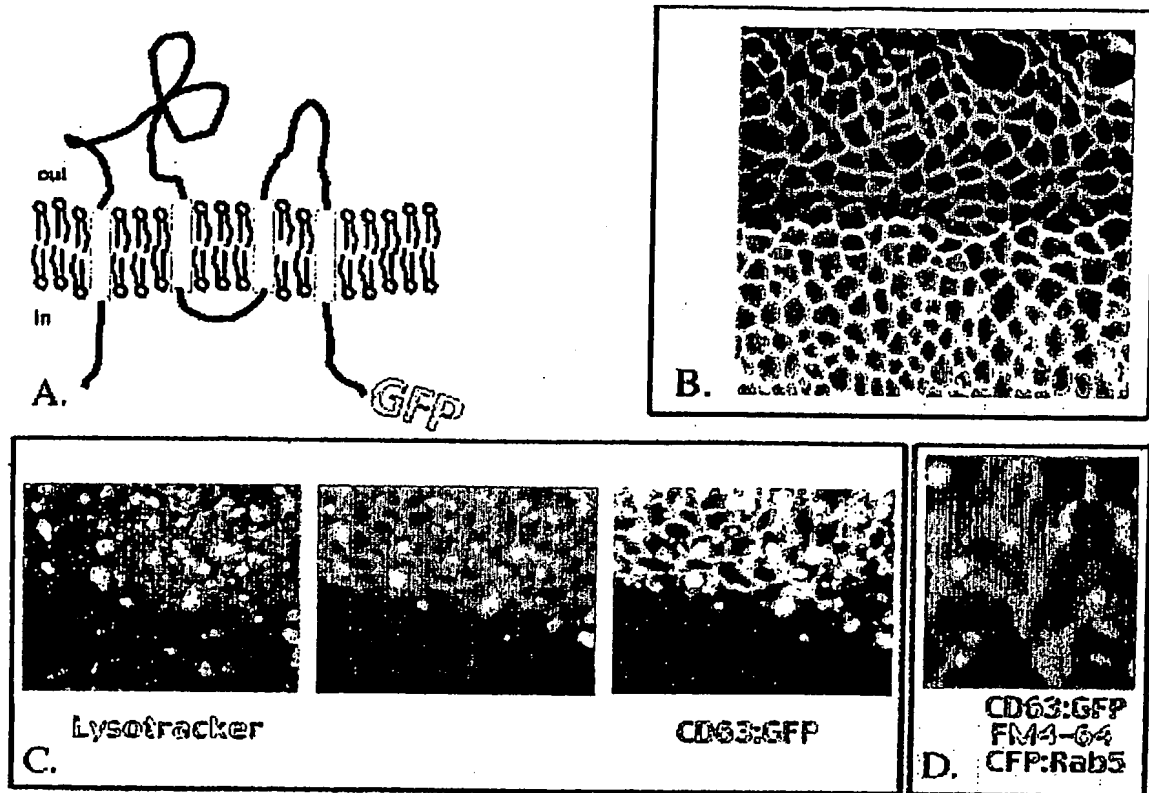 out
in
A.
GFP
B.
Lysotracker
CD63:GFP
C.
CD63:GFP
FM4-64
CFP:Rab5
D.